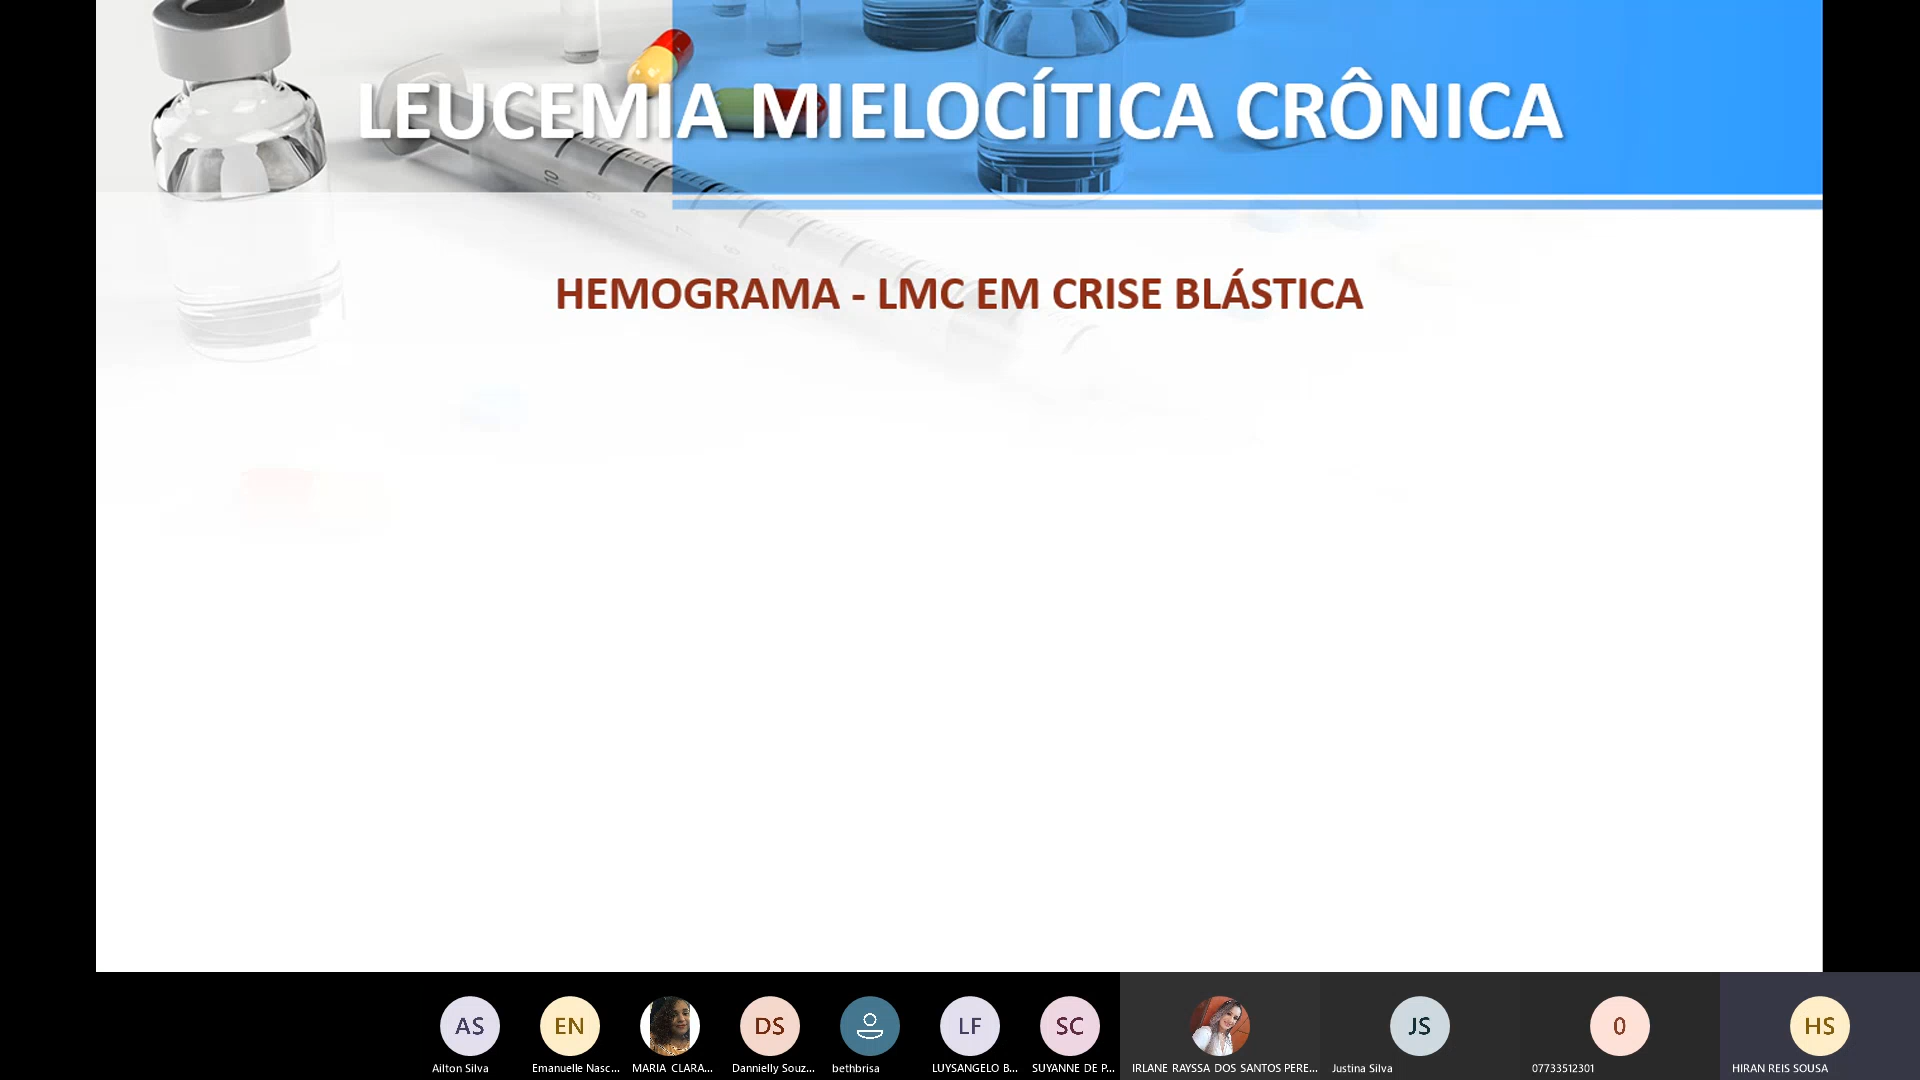 LEUCEMIA MIELOCÍTICA CRÔNICA
HEMOGRAMA - LMC EM CRISE BLÁSTICA
10
AS
EN
DS
LF
SC
JS
0
HS
Ailton Silva
Emanuelle Nasc...
MARIA CLARA...
Dannielly Souz...
bethbrisa
LUYSANGELO B...
SUYANNE DE P...
IRLANE RAYSSA DOS SANTOS PERE...
Justina Silva
07733512301
HIRAN REIS SOUSA